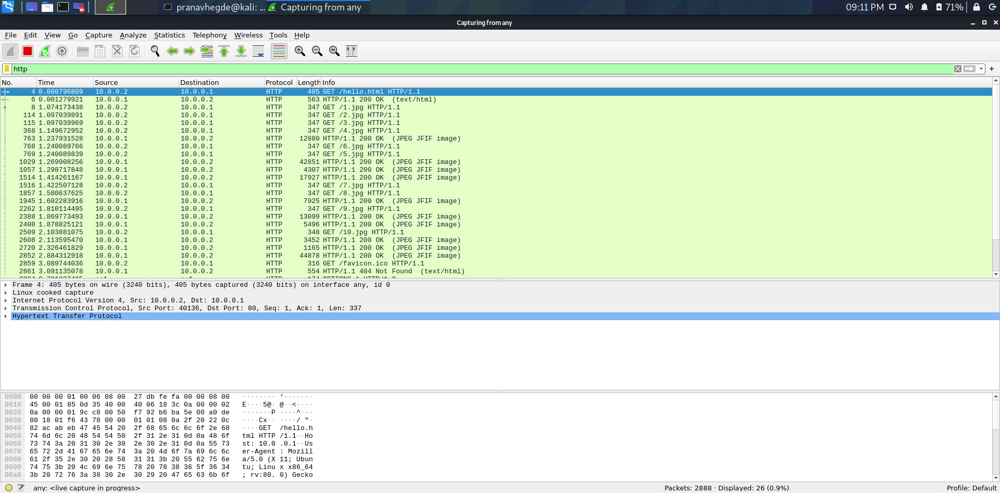 pranavhegde@kali: ... Capturing from any 09:11 PM 71%
Capturing from any
File Edit View Go Capture Analyze Statistics Telephony Wireless Tools Help
http
No. Time Source Destination Protocol Length Info
4 0.000796809 10.0.0.2 10.0.0.1 HTTP 405 GET /hello.html HTTP/1.1
6 0.001279921 10.0.0.1 10.0.0.2 HTTP 563 HTTP/1.1 200 OK (text/html)
8 1.074173438 10.0.0.2 10.0.0.1 HTTP 347 GET /1.jpg HTTP/1.1
114 1.097039891 10.0.0.2 10.0.0.1 HTTP 347 GET /2.jpg HTTP/1.1
115 1.097039969 10.0.0.2 10.0.0.1 HTTP 347 GET /3.jpg HTTP/1.1
368 1.149672952 10.0.0.2 10.0.0.1 HTTP 347 GET /4.jpg HTTP/1.1
763 1.237931528 10.0.0.1 10.0.0.2 HTTP 12880 HTTP/1.1 200 OK (JPEG JFIF image)
768 1.240089766 10.0.0.2 10.0.0.1 HTTP 347 GET /6.jpg HTTP/1.1
769 1.240089839 10.0.0.2 10.0.0.1 HTTP 347 GET /5.jpg HTTP/1.1
1029 1.269908256 10.0.0.1 10.0.0.2 HTTP 42851 HTTP/1.1 200 OK (JPEG JFIF image)
1057 1.298717848 10.0.0.1 10.0.0.2 HTTP 4307 HTTP/1.1 200 OK (JPEG JFIF image)
1514 1.414261167 10.0.0.1 10.0.0.2 HTTP 17927 HTTP/1.1 200 OK (JPEG JFIF image)
1516 1.422507128 10.0.0.2 10.0.0.1 HTTP 347 GET /7.jpg HTTP/1.1
1857 1.580637625 10.0.0.2 10.0.0.1 HTTP 347 GET /8.jpg HTTP/1.1
1945 1.602283916 10.0.0.1 10.0.0.2 HTTP 7925 HTTP/1.1 200 OK (JPEG JFIF image)
2262 1.810114495 10.0.0.2 10.0.0.1 HTTP 347 GET /9.jpg HTTP/1.1
2388 1.869773493 10.0.0.1 10.0.0.2 HTTP 13099 HTTP/1.1 200 OK (JPEG JFIF image)
2408 1.878825121 10.0.0.1 10.0.0.2 HTTP 5496 HTTP/1.1 200 OK (JPEG JFIF image)
2509 2.103881075 10.0.0.2 10.0.0.1 HTTP 348 GET /10.jpg HTTP/1.1
2608 2.113595470 10.0.0.1 10.0.0.2 HTTP 3452 HTTP/1.1 200 OK (JPEG JFIF image)
2720 2.326461829 10.0.0.1 10.0.0.2 HTTP 1165 HTTP/1.1 200 OK (JPEG JFIF image)
2852 2.884312918 10.0.0.1 10.0.0.2 HTTP 44878 HTTP/1.1 200 OK (JPEG JFIF image)
2859 3.089744036 10.0.0.2 10.0.0.1 HTTP 316 GET /favicon.ico HTTP/1.1
2861 3.091135078 10.0.0.1 10.0.0.2 HTTP 554 HTTP/1.1 404 Not Found (text/html)
Frame 4: 405 bytes on wire (3240 bits), 405 bytes captured (3240 bits) on interface any, id 0
Linux cooked capture
Internet Protocol Version 4, Src: 10.0.0.2, Dst: 10.0.0.1
Transmission Control Protocol, Src Port: 40136, Dst Port: 80, Seq: 1, Ack: 1, Len: 337
Hypertext Transfer Protocol
0000 00 00 00 01 00 06 08 00 27 db fe fa 00 00 08 00 ········ '·······
0010 45 00 01 85 0d 35 40 00 40 06 18 3c 0a 00 00 02 E····5@· @··<····
0020 0a 00 00 01 9c c8 00 50 f7 92 b6 ba 5e 00 a0 de ·······P ····^···
0030 80 18 01 f6 43 78 00 00 01 01 08 0a 2f 20 22 0c ····Cx·· ····/ "·
0040 82 ac ab eb 47 45 54 20 2f 68 65 6c 6c 6f 2e 68 ····GET /hello.h
0050 74 6d 6c 20 48 54 54 50 2f 31 2e 31 0d 0a 48 6f tml HTTP /1.1··Ho
0060 73 74 3a 20 31 30 2e 30 2e 30 2e 31 0d 0a 55 73 st: 10.0 .0.1··Us
0070 65 72 2d 41 67 65 6e 74 3a 20 4d 6f 7a 69 6c 6c er-Agent : Mozill
0080 61 2f 35 2e 30 20 28 58 31 31 3b 20 55 62 75 6e a/5.0 (X 11; Ubun
0090 74 75 3b 20 4c 69 6e 75 78 20 78 38 36 5f 36 34 tu; Linu x x86_64
00a0 3b 20 72 76 3a 38 30 2e 30 29 20 47 65 63 6b 6f ; rv:80. 0) Gecko
any: <live capture in progress> Packets: 2888 · Displayed: 26 (0.9%) Profile: Default